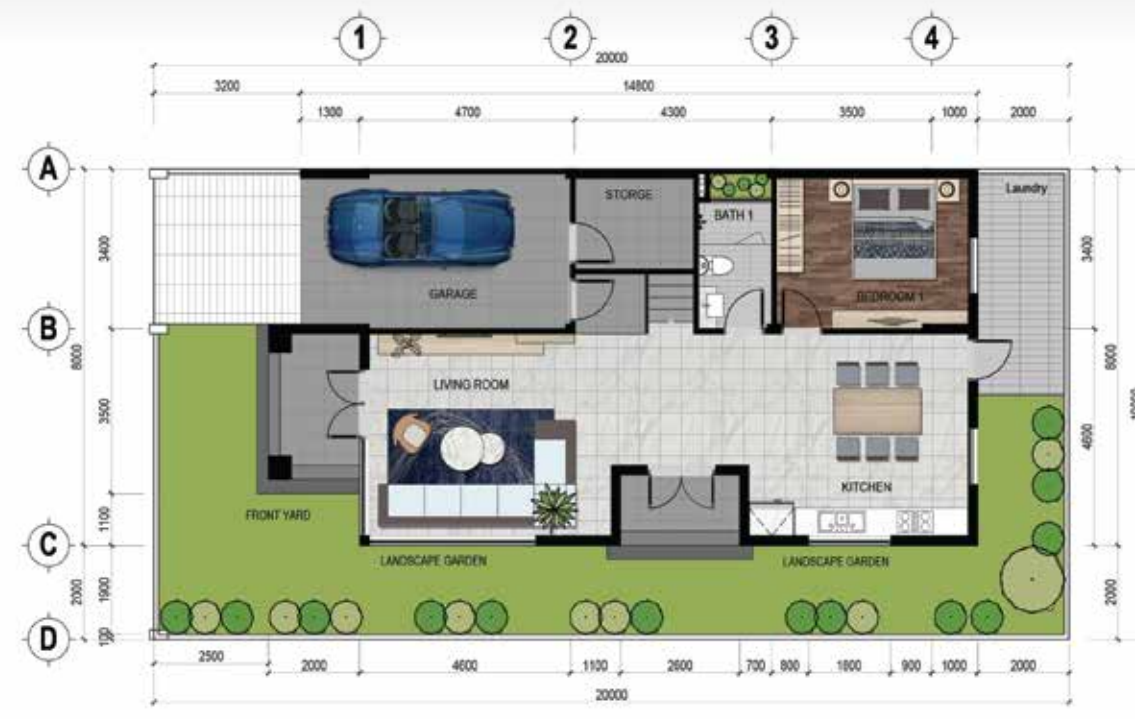 1 2 3 4
20000
3200 14800
1300 4700 4300 3500 1000 2000
A
B
C
D
3400
8000
3500
1100
2000
1900
100
STORGE
BATH 1
Laundry
GARAGE
BEDROOM 1
LIVING ROOM
KITCHEN
FRONT YARD
LANDSCAPE GARDEN
LANDSCAPE GARDEN
3400
8000
4600
2000
2500 2000 4600 1100 2600 700 800 1800 900 1000 2000
20000